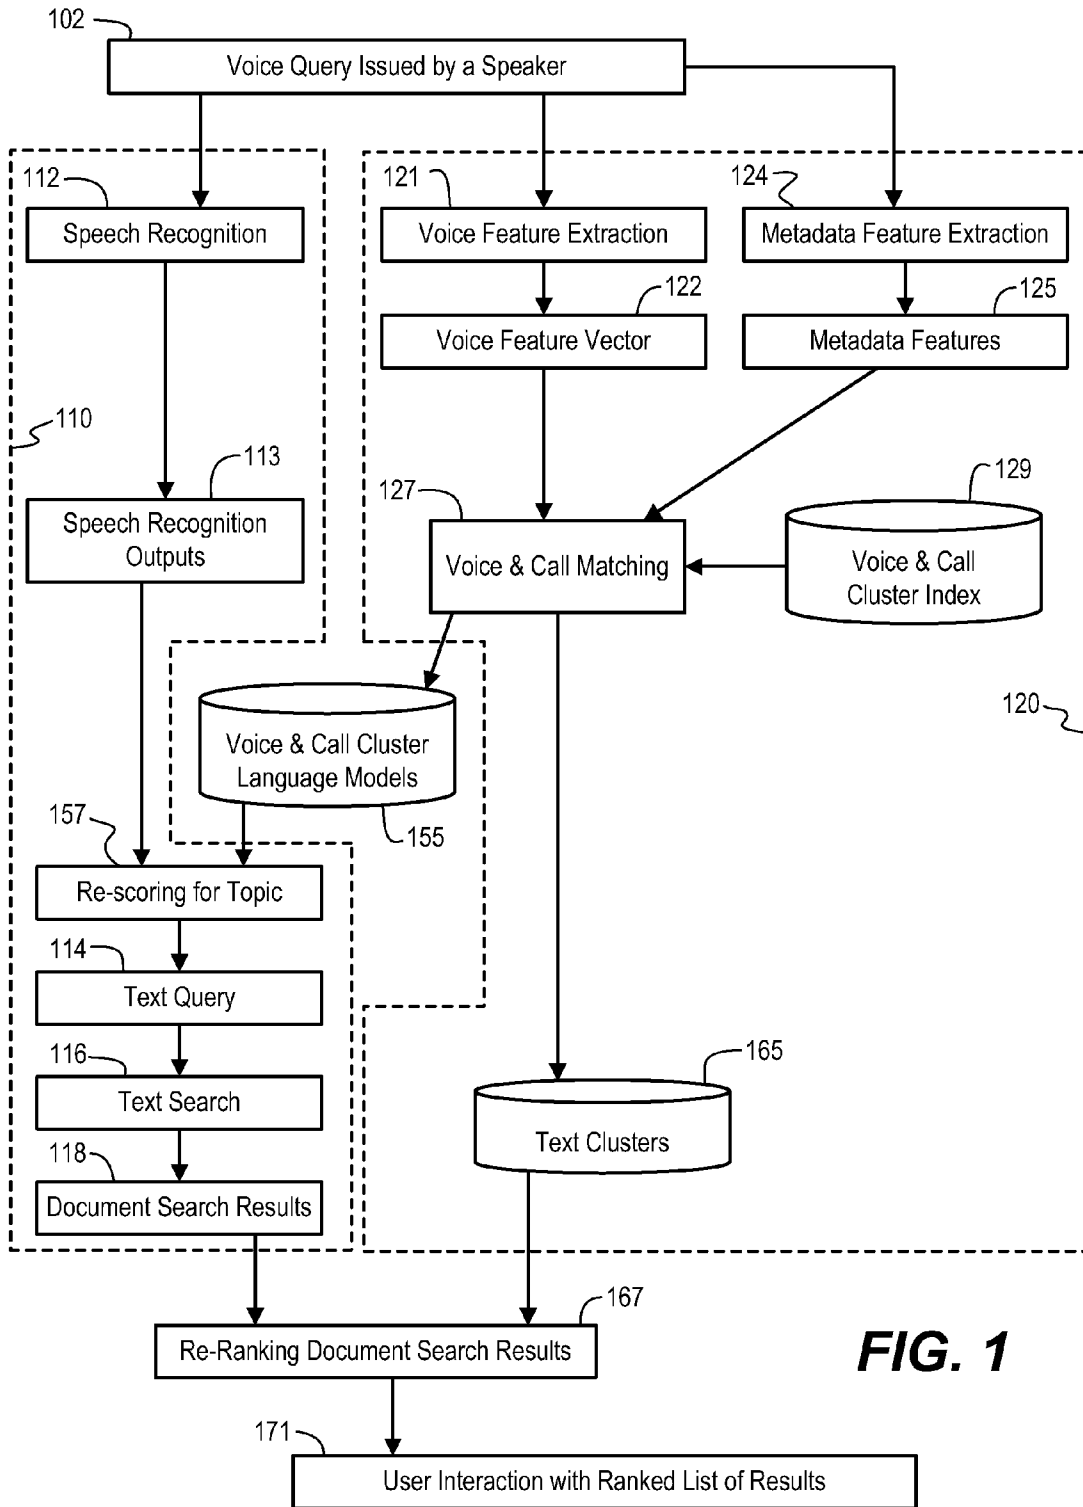 102
Voice Query Issued by a Speaker
112
Speech Recognition
121
Voice Feature Extraction
124
Metadata Feature Extraction
122
Voice Feature Vector
125
Metadata Features
110
113
Speech Recognition
Outputs
127
Voice & Call Matching
129
Voice & Call
Cluster Index
120
Voice & Call Cluster
Language Models
155
157
Re-scoring for Topic
114
Text Query
116
Text Search
118
Document Search Results
165
Text Clusters
167
Re-Ranking Document Search Results
FIG. 1
171
User Interaction with Ranked List of Results